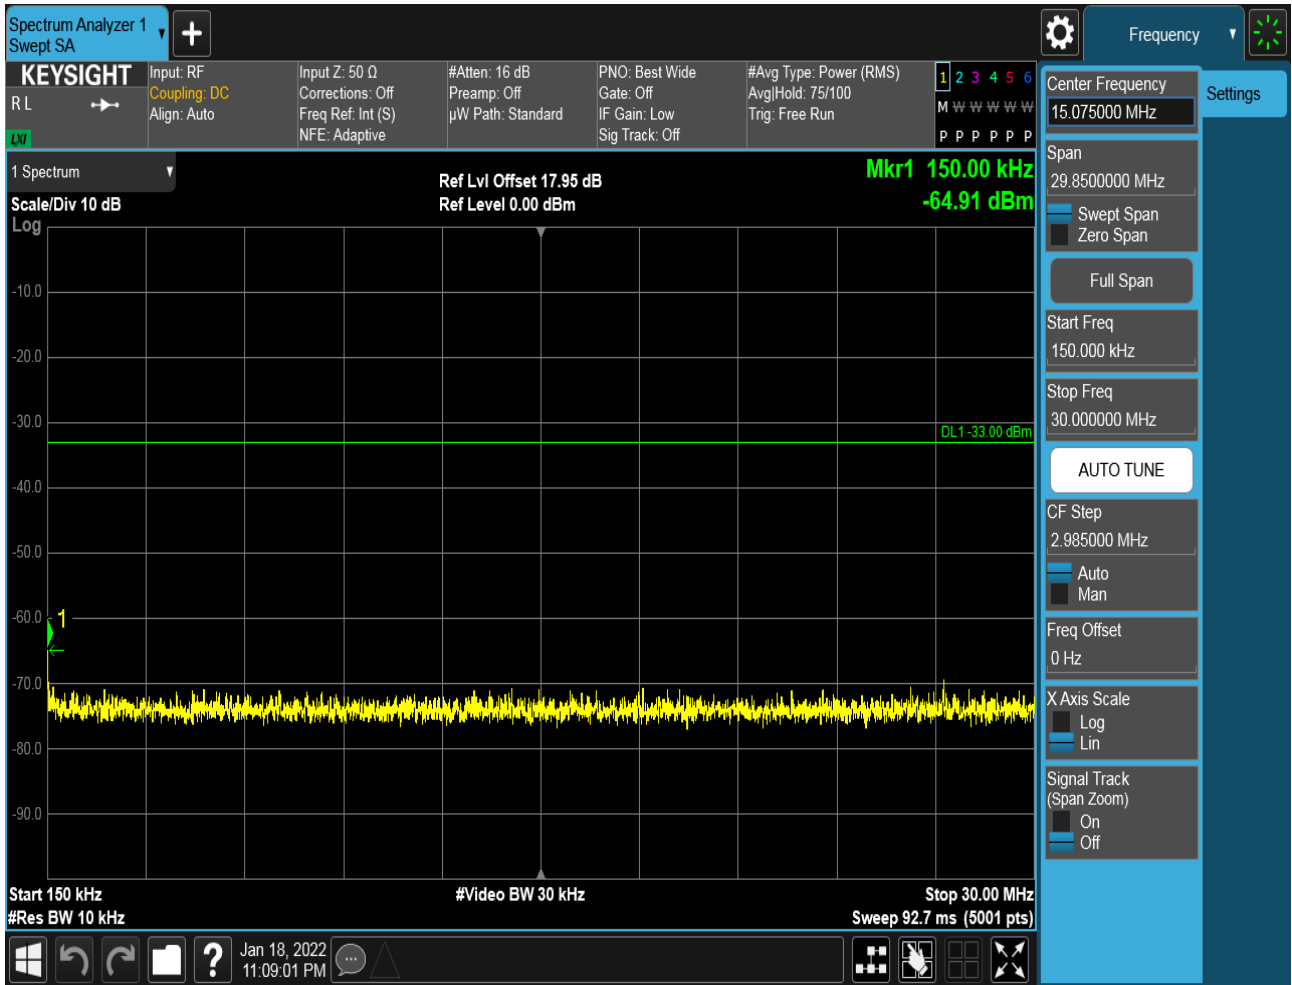 Spectrum Analyzer 1
Swept SA
Frequency
KEYSIGHT
R L
LXI
Input: RF
Coupling: DC
Align: Auto
Input Z: 50 Ω
Corrections: Off
Freq Ref: Int (S)
NFE: Adaptive
#Atten: 16 dB
Preamp: Off
µW Path: Standard
PNO: Best Wide
Gate: Off
IF Gain: Low
Sig Track: Off
#Avg Type: Power (RMS)
Avg|Hold: 75/100
Trig: Free Run
1 2 3 4 5 6
M W W W W W
P P P P P P
1 Spectrum
Scale/Div 10 dB
Log
Ref Lvl Offset 17.95 dB
Ref Level 0.00 dBm
Mkr1 150.00 kHz
-64.91 dBm
-10.0
-20.0
-30.0
DL1 -33.00 dBm
-40.0
-50.0
-60.0
1
-70.0
-80.0
-90.0
Start 150 kHz
#Video BW 30 kHz
Stop 30.00 MHz
#Res BW 10 kHz
Sweep 92.7 ms (5001 pts)
?
Jan 18, 2022
11:09:01 PM
Center Frequency
15.075000 MHz
Settings
Span
29.8500000 MHz
Swept Span
Zero Span
Full Span
Start Freq
150.000 kHz
Stop Freq
30.000000 MHz
AUTO TUNE
CF Step
2.985000 MHz
Auto
Man
Freq Offset
0 Hz
X Axis Scale
Log
Lin
Signal Track
(Span Zoom)
On
Off